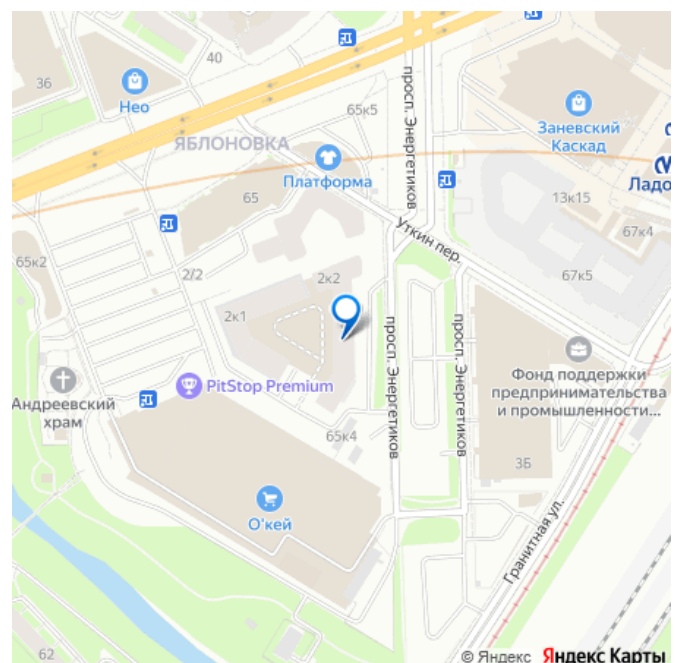 просп. Энергетиков
40
36
Нео
65к5
Заневский
Каскад
ЯБЛОНОВКА
Платформа
Ладо
65
13к15
Уткин пер.
67к4
65к2
2/2
2к2
67к5
2к1
просп. Энергетиков
просп. Энергетиков
Фонд поддержки
предпринимательства
и промышленности...
PitStop Premium
Андреевский
храм
65к4
3Б
О'кей
Гранитная ул.
62
© Яндекс Яндекс Карты